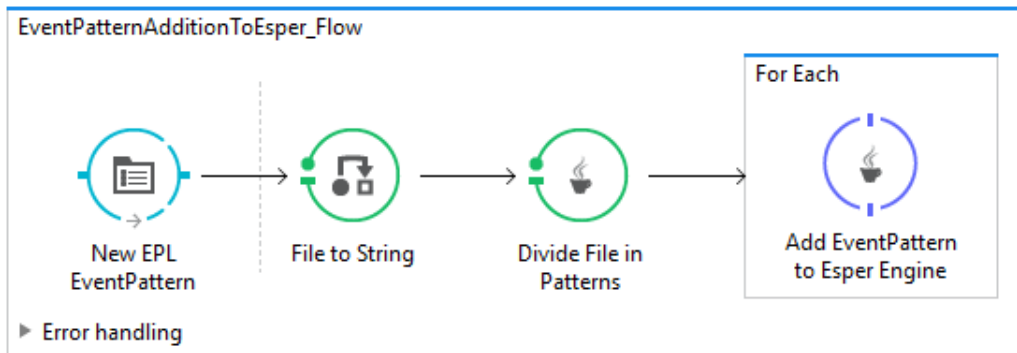 EventPatternAdditionToEsper_Flow
For Each
New EPL
EventPattern
File to String
Divide File in
Patterns
Add EventPattern
to Esper Engine
Error handling